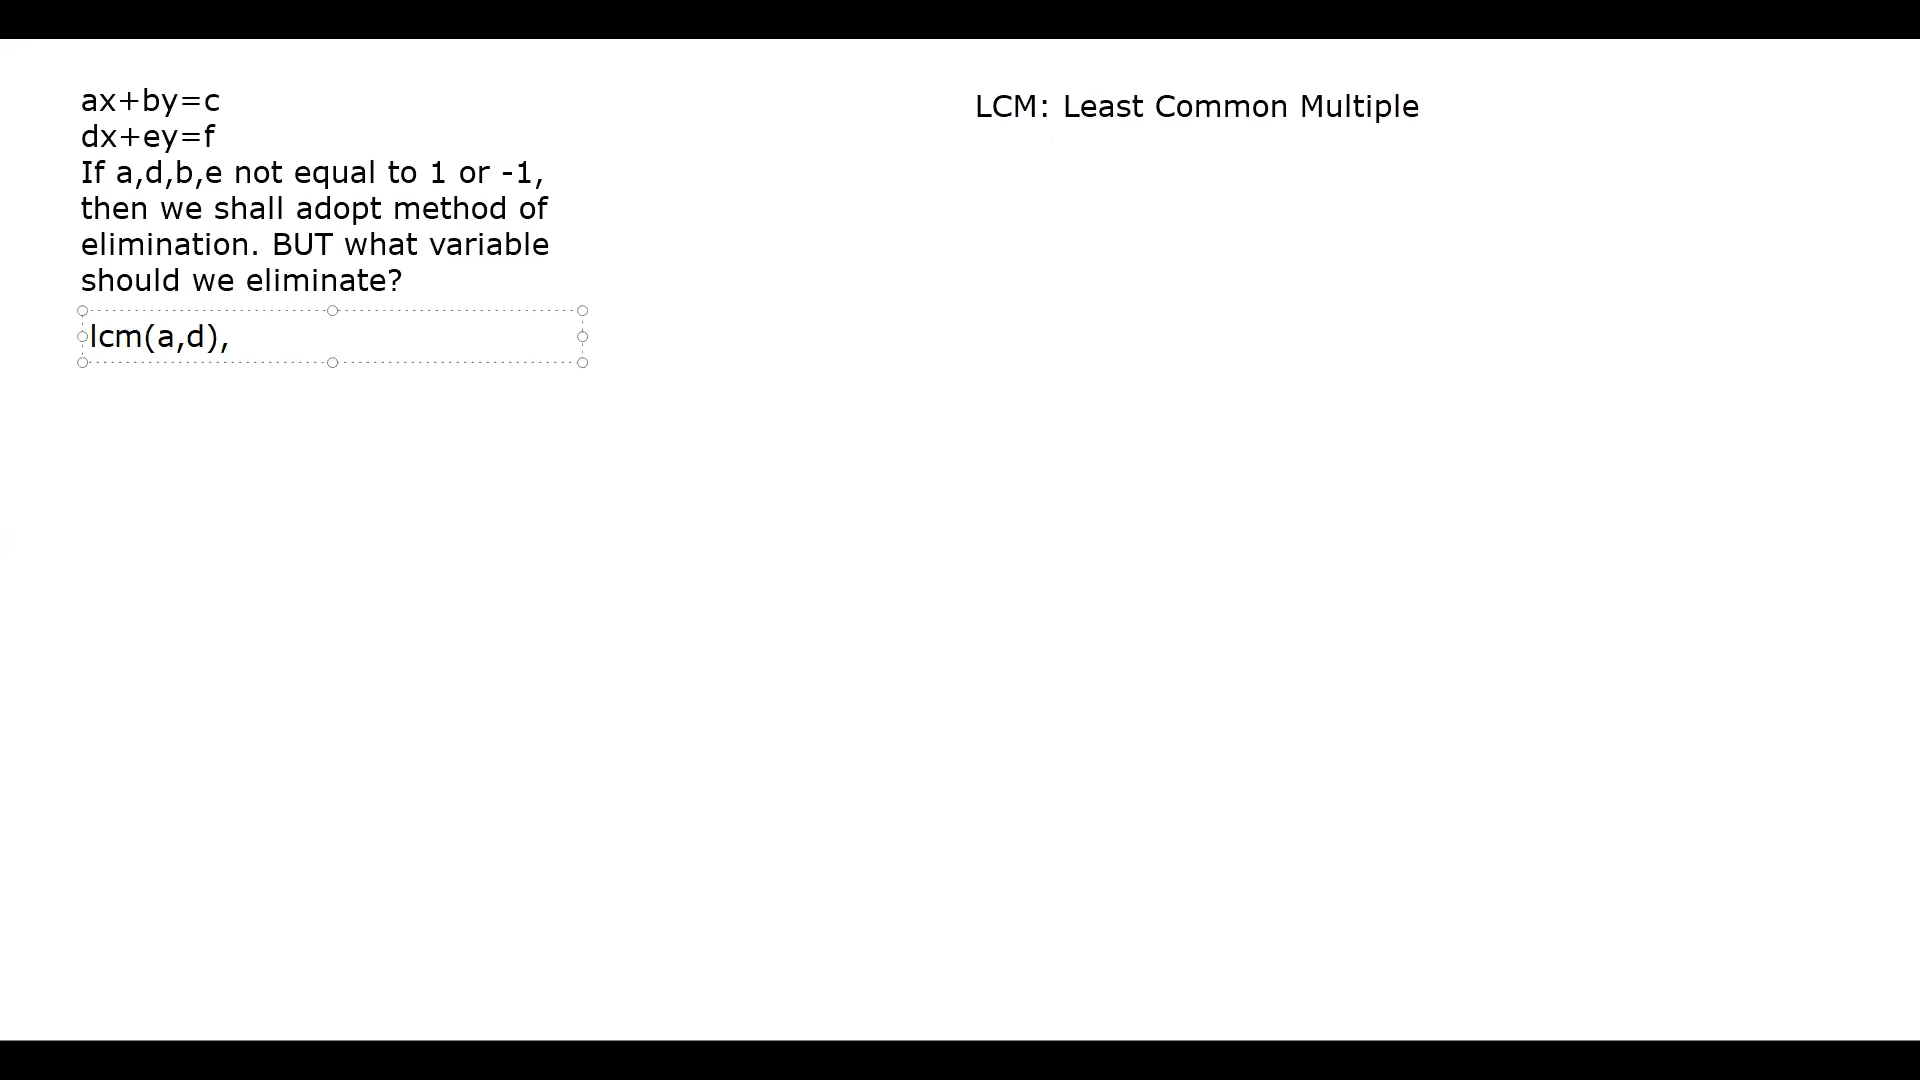 ax+by=c
dx+ey=f
If a,d,b,e not equal to 1 or -1,
then we shall adopt method of
elimination. BUT what variable
should we eliminate?
lcm(a,d),
LCM: Least Common Multiple